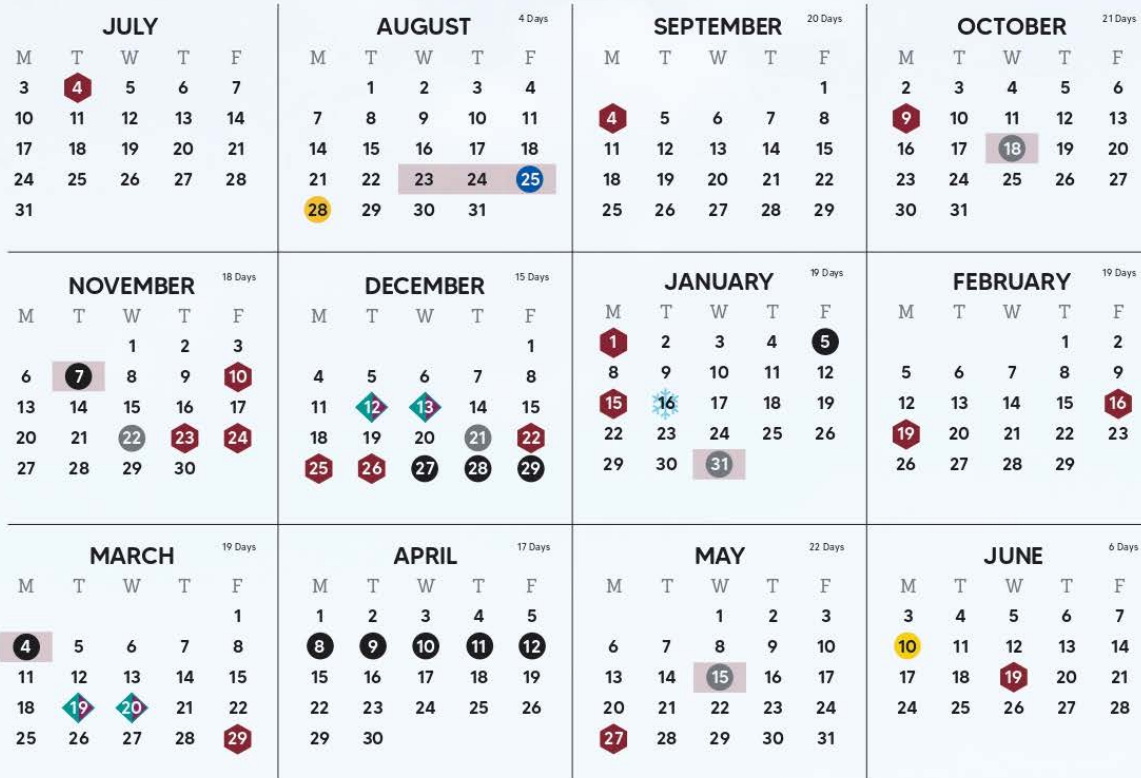 JULY
M T W T F
3 4 5 6 7
10 11 12 13 14
17 18 19 20 21
24 25 26 27 28
31
AUGUST 4 Days
M T W T F
1 2 3 4
7 8 9 10 11
14 15 16 17 18
21 22 23 24 25
28 29 30 31
SEPTEMBER 20 Days
M T W T F
1
4 5 6 7 8
11 12 13 14 15
18 19 20 21 22
25 26 27 28 29
OCTOBER 21 Days
M T W T F
2 3 4 5 6
9 10 11 12 13
16 17 18 19 20
23 24 25 26 27
30 31
NOVEMBER 18 Days
M T W T F
1 2 3
6 7 8 9 10
13 14 15 16 17
20 21 22 23 24
27 28 29 30
DECEMBER 15 Days
M T W T F
1
4 5 6 7 8
11 12 13 14 15
18 19 20 21 22
25 26 27 28 29
JANUARY 19 Days
M T W T F
1 2 3 4 5
8 9 10 11 12
15 16 17 18 19
22 23 24 25 26
29 30 31
FEBRUARY 19 Days
M T W T F
1 2
5 6 7 8 9
12 13 14 15 16
19 20 21 22 23
26 27 28 29
MARCH 19 Days
M T W T F
1
4 5 6 7 8
11 12 13 14 15
18 19 20 21 22
25 26 27 28 29
APRIL 17 Days
M T W T F
1 2 3 4 5
8 9 10 11 12
15 16 17 18 19
22 23 24 25 26
29 30
MAY 22 Days
M T W T F
1 2 3
6 7 8 9 10
13 14 15 16 17
20 21 22 23 24
27 28 29 30 31
JUNE 6 Days
M T W T F
3 4 5 6 7
10 11 12 13 14
17 18 19 20 21
24 25 26 27 28